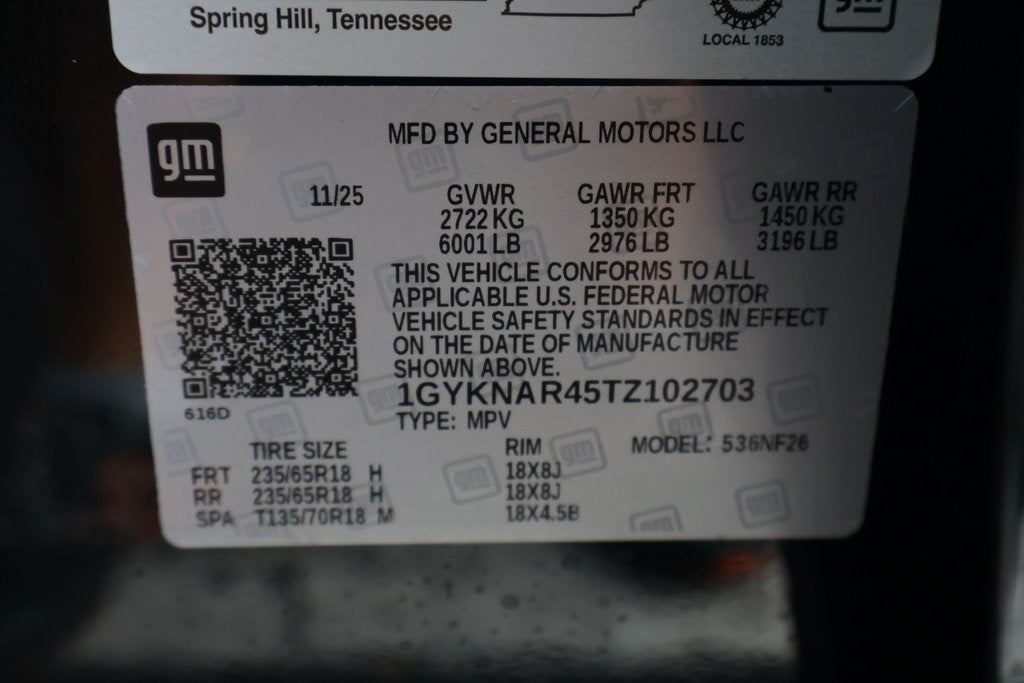 Spring Hill, Tennessee
LOCAL 1853
gm
gm
MFD BY GENERAL MOTORS LLC
11/25 GVWR GAWR FRT GAWR RR
2722 KG 1350 KG 1450 KG
6001 LB 2976 LB 3196 LB
THIS VEHICLE CONFORMS TO ALL
APPLICABLE U.S. FEDERAL MOTOR
VEHICLE SAFETY STANDARDS IN EFFECT
ON THE DATE OF MANUFACTURE
SHOWN ABOVE.
1GYKNAR45TZ102703
616D
TYPE: MPV
TIRE SIZE RIM MODEL: 536NF26
FRT 235/65R18 H 18X8J
RR 235/65R18 H 18X8J
SPA T135/70R18 M 18X4.5B